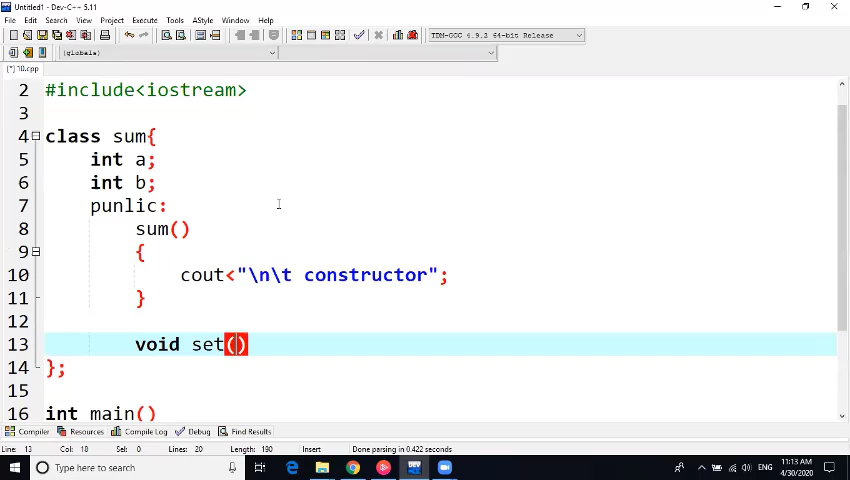 Untitled1 - Dev-C++ 5.11
File Edit Search View Project Execute Tools AStyle Window Help
TDM-GCC 4.9.2 64-bit Release
(globals)
[*] 10.cpp
2 #include<iostream>
3
4 class sum{
5 int a;
6 int b;
7 punlic:
8 sum()
9 {
10 cout<"\n\t constructor";
11 }
12
13 void set()
14 };
15
16 int main()
Compiler Resources Compile Log Debug Find Results
Line: 13 Col: 18 Sel: 0 Lines: 20 Length: 190 Insert Done parsing in 0.422 seconds
Type here to search
DEV
ENG
11:13 AM
4/30/2020